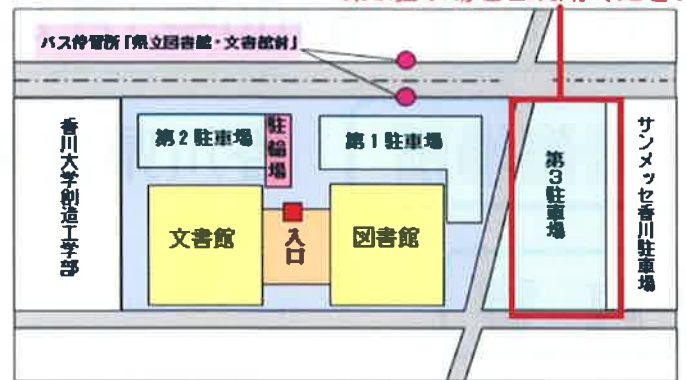 バス停留所「県立図書館・文書館前」
香川大学創造工学部
第2駐車場
駐輪場
第1駐車場
文書館
入口
図書館
第3駐車場
サンメッセ香川駐車場